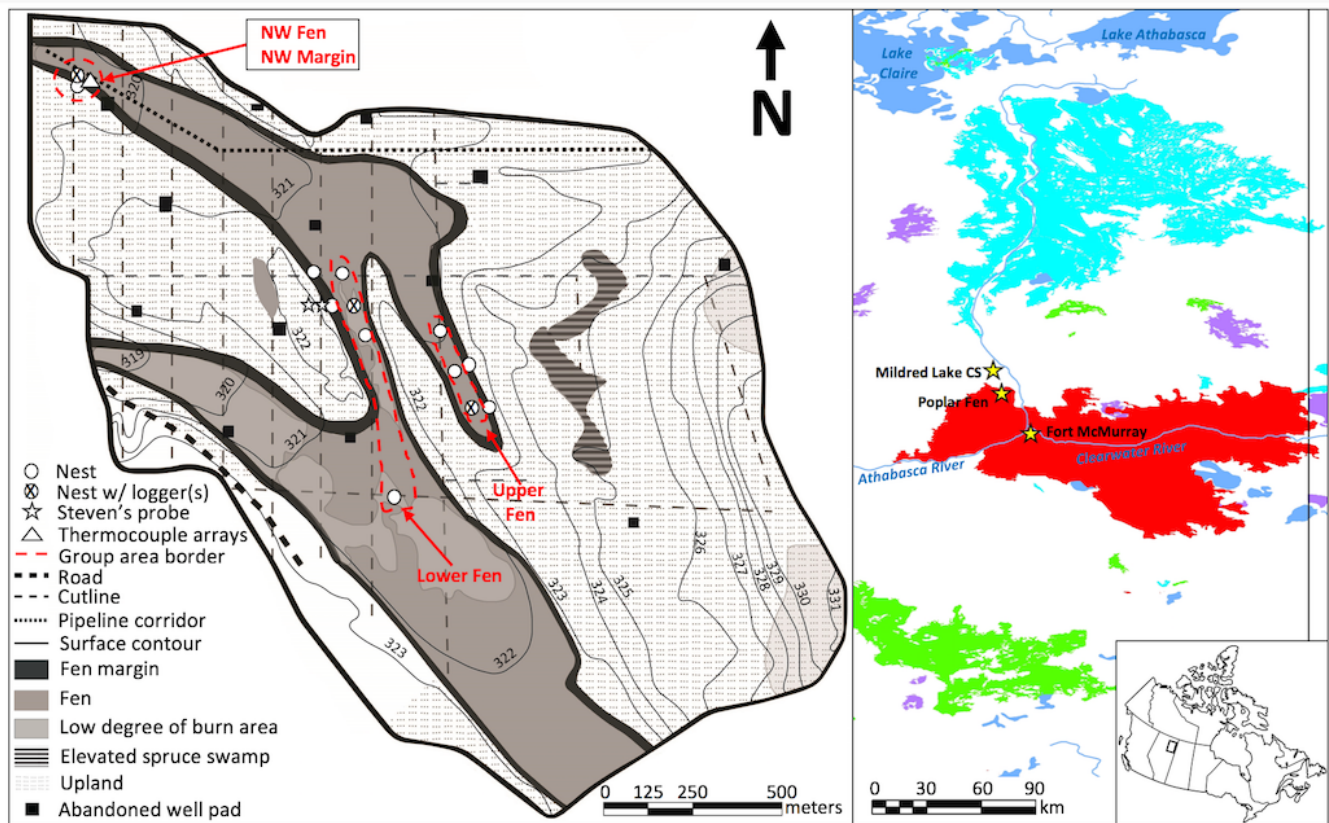 NW Fen
NW Margin
N
320
321
322
319
320
321
322
323
322
323
324
325
326
327
328
329
330
331
Upper
Fen
Lower Fen
Nest
Nest w/ logger(s)
Steven's probe
Thermocouple arrays
Group area border
Road
Cutline
Pipeline corridor
Surface contour
Fen margin
Fen
Low degree of burn area
Elevated spruce swamp
Upland
Abandoned well pad
0 125 250 500
meters
Lake Athabasca
Lake
Claire
Mildred Lake CS
Poplar Fen
Fort McMurray
Athabasca River
Clearwater River
0 30 60 90
km